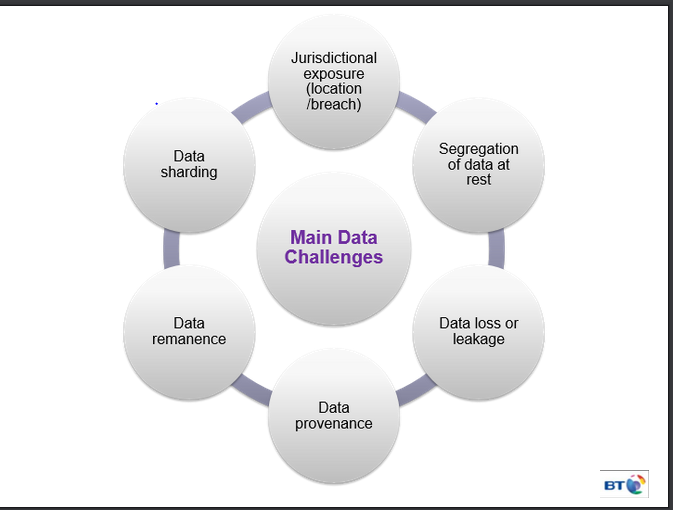 Jurisdictional
exposure
(location
/breach)
Data
sharding
Segregation
of data at
rest
Main Data
Challenges
Data
remanence
Data loss or
leakage
Data
provenance
BT